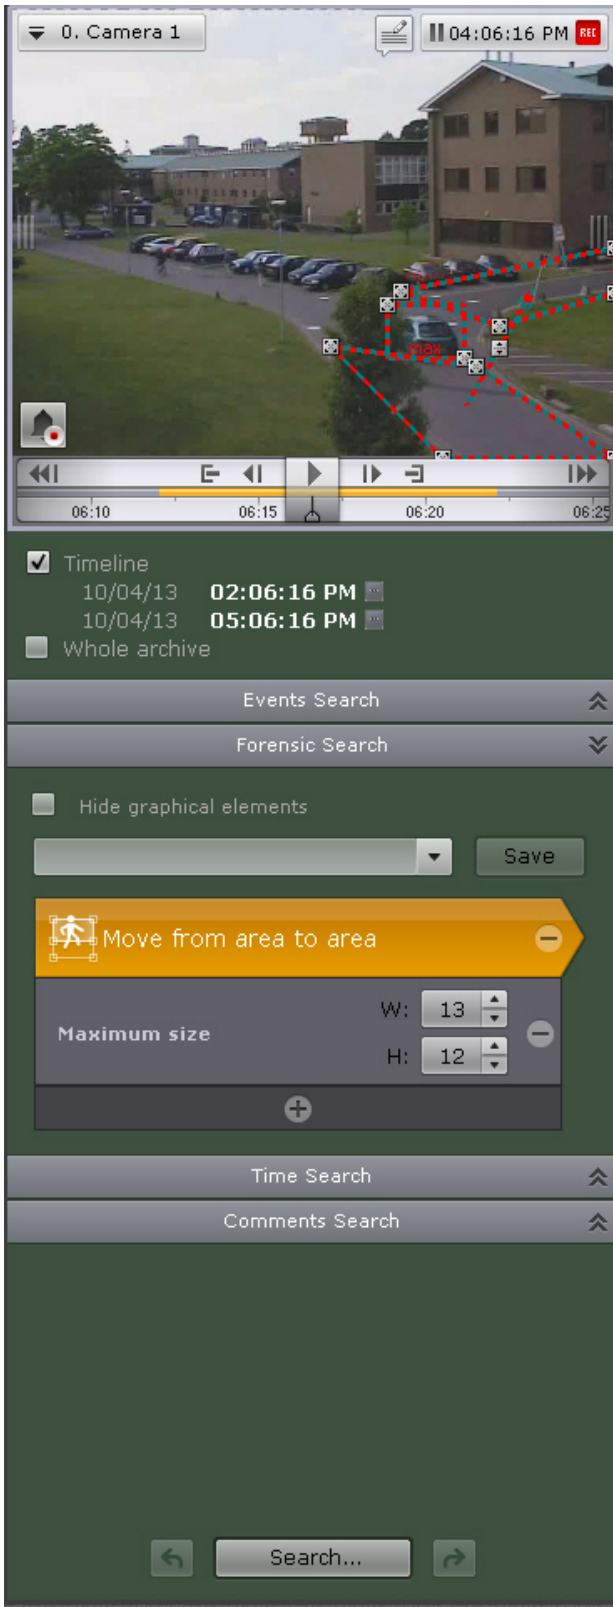 0. Camera 1
04:06:16 PM REC
max
06:10 06:15 06:20 06:25
Timeline
10/04/13 02:06:16 PM
10/04/13 05:06:16 PM
Whole archive
Events Search
Forensic Search
Hide graphical elements
Save
Move from area to area
Maximum size
W: 13
H: 12
Time Search
Comments Search
Search...